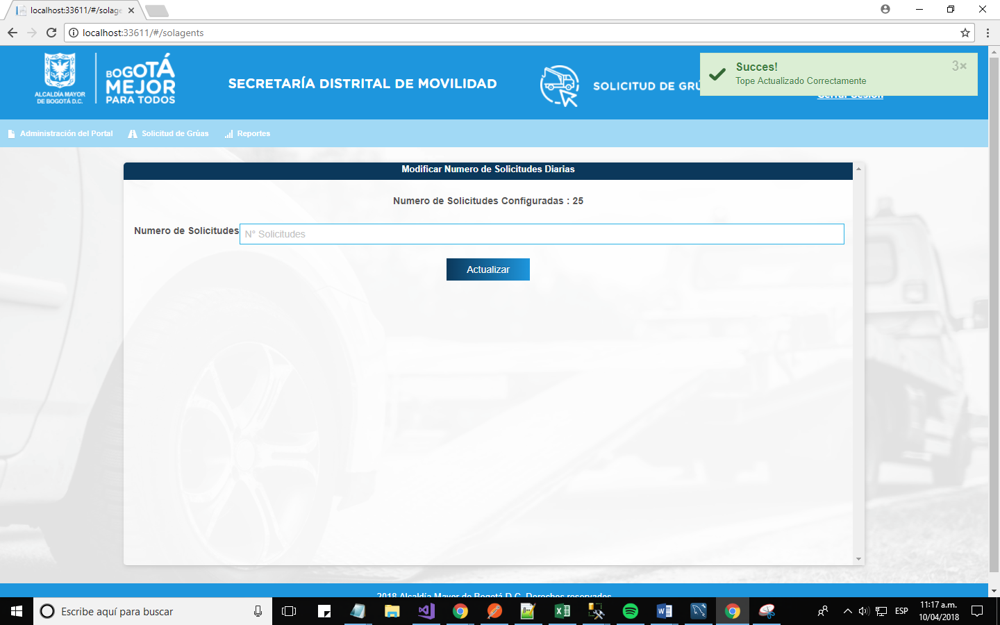 localhost:33611/#/solage
localhost:33611/#/solagents
ALCALDÍA MAYOR
DE BOGOTÁ D.C.
BOGOTÁ
MEJOR
PARA TODOS
SECRETARÍA DISTRITAL DE MOVILIDAD
SOLICITUD DE GRÚ
Succes!
3×
Tope Actualizado Correctamente
Cerrar Sesión
Administración del Portal
Solicitud de Grúas
Reportes
Modificar Numero de Solicitudes Diarias
Numero de Solicitudes Configuradas : 25
Numero de Solicitudes
N° Solicitudes
Actualizar
2018 Alcaldía Mayor de Bogotá D.C. Derechos reservados
Escribe aquí para buscar
ESP
11:17 a.m.
10/04/2018